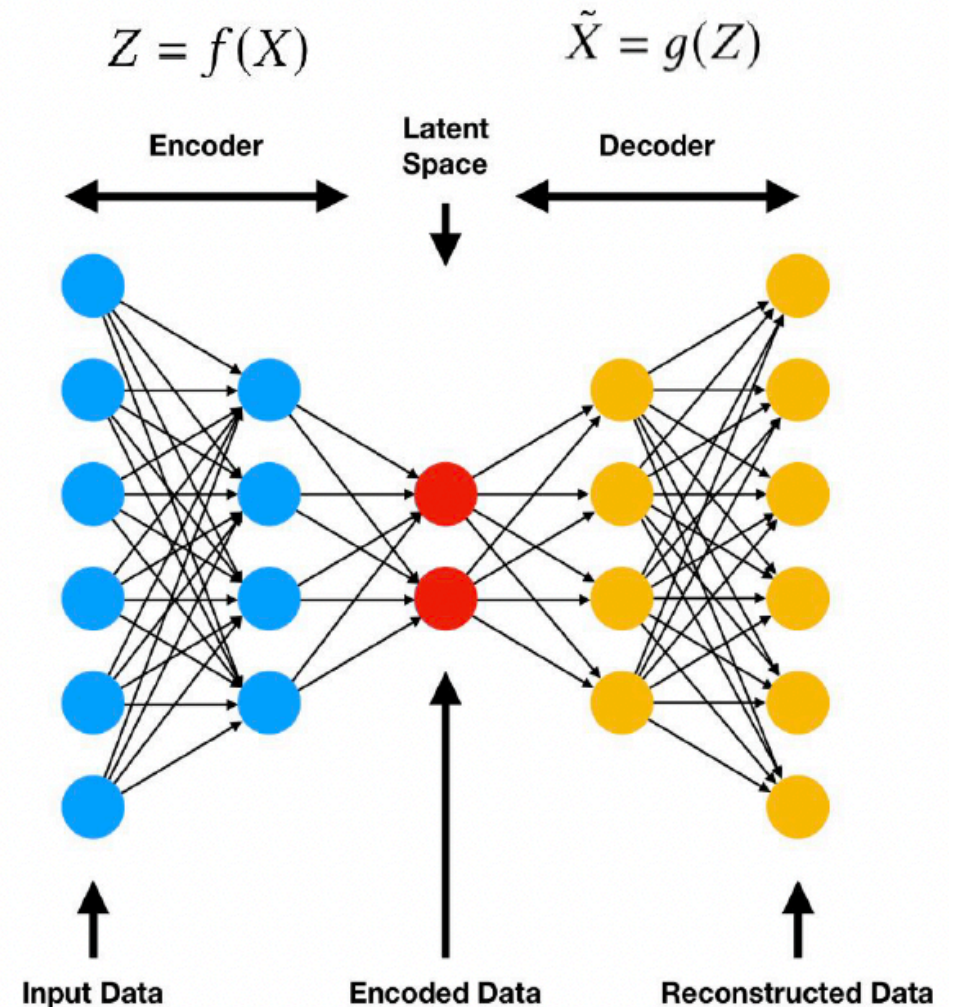 Z = f(X)
X̃ = g(Z)
Encoder
Latent
Space
Decoder
Input Data
Encoded Data
Reconstructed Data